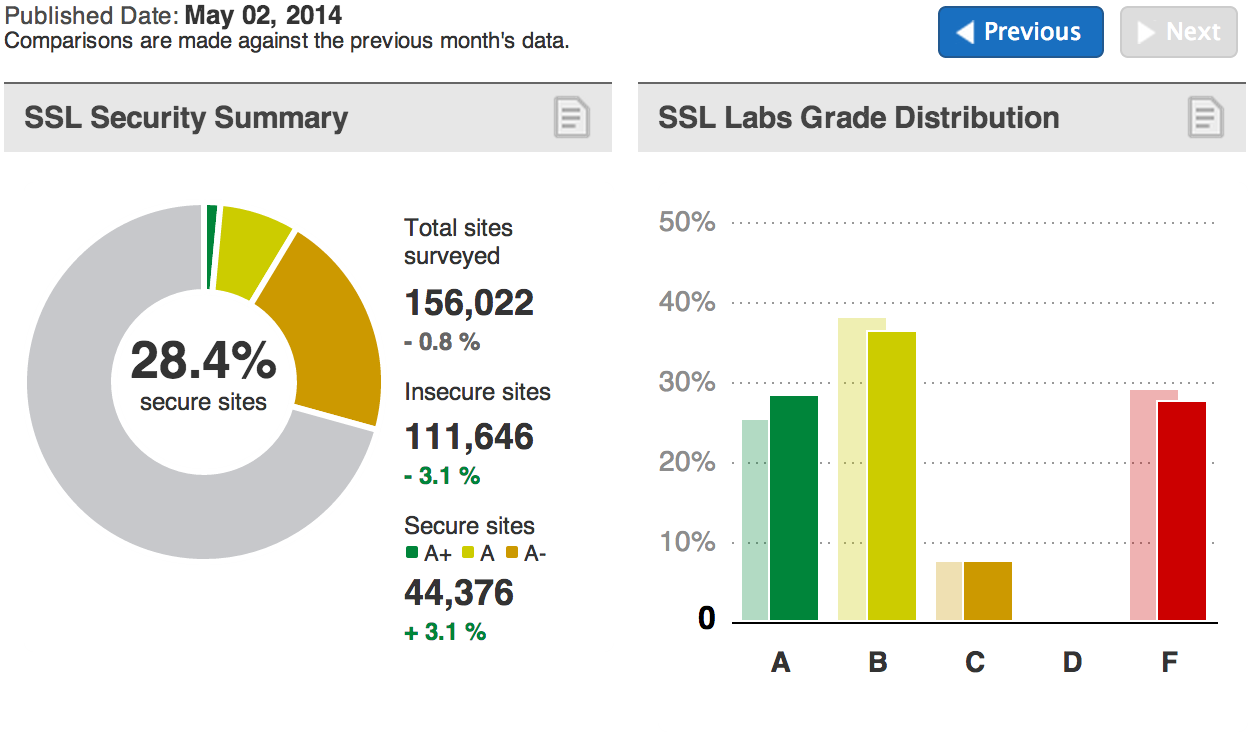 Published Date: May 02, 2014
Comparisons are made against the previous month's data.
Previous
Next
SSL Security Summary
28.4%
secure sites
Total sites
surveyed
156,022
- 0.8 %
Insecure sites
111,646
- 3.1 %
Secure sites
A+ A A-
44,376
+ 3.1 %
SSL Labs Grade Distribution
50%
40%
30%
20%
10%
0
A B C D F